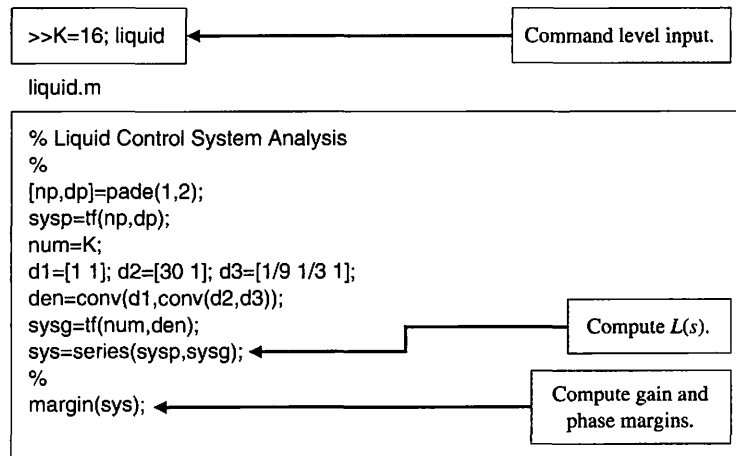 >>K=16; liquid
Command level input.
liquid.m
% Liquid Control System Analysis
%
[np,dp]=pade(1,2);
sysp=tf(np,dp);
num=K;
d1=[1 1]; d2=[30 1]; d3=[1/9 1/3 1];
den=conv(d1,conv(d2,d3));
sysg=tf(num,den);
sys=series(sysp,sysg);
Compute L(s).
%
margin(sys);
Compute gain and
phase margins.